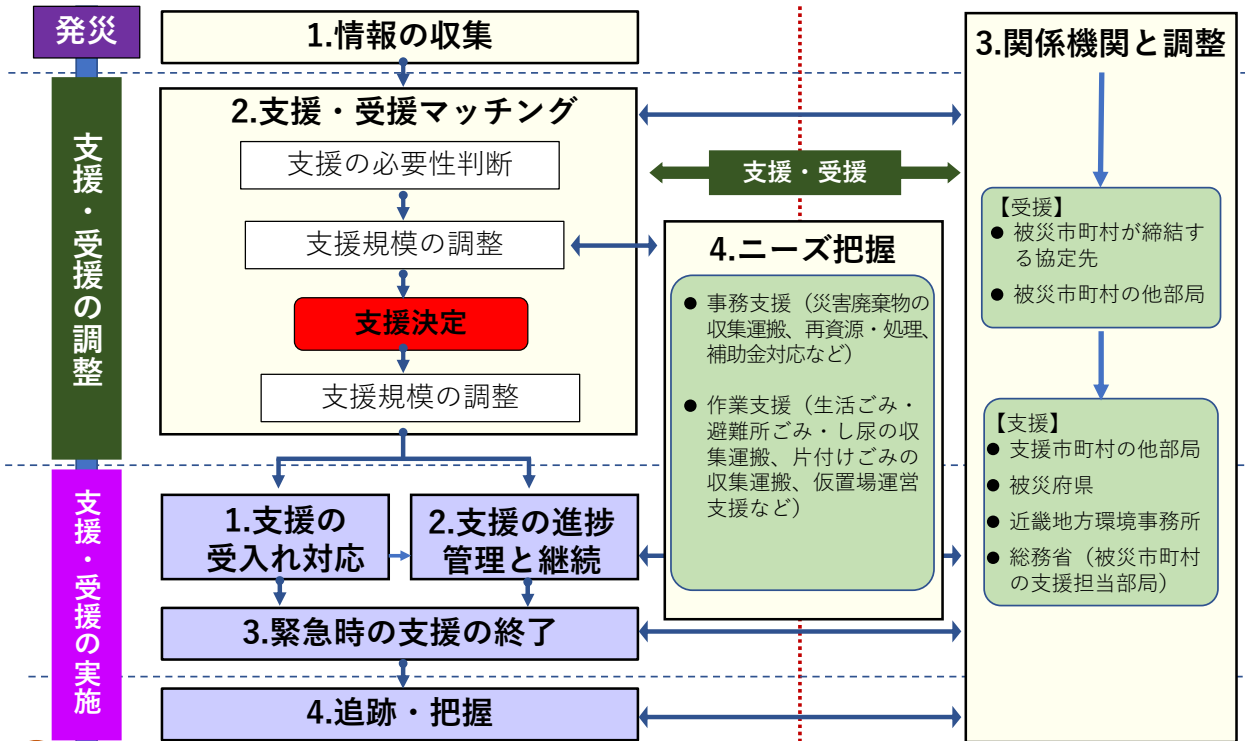 発災
支援・受援の調整
支援・受援の実施
1.情報の収集
2.支援・受援マッチング
支援の必要性判断
支援規模の調整
支援決定
支援規模の調整
1.支援の
受入れ対応
2.支援の進捗
管理と継続
3.緊急時の支援の終了
4.追跡・把握
支援・受援
4.ニーズ把握
● 事務支援（災害廃棄物の
収集運搬、再資源・処理、
補助金対応など）
● 作業支援（生活ごみ・
避難所ごみ・し尿の収
集運搬、片付けごみの
収集運搬、仮置場運営
支援など）
3.関係機関と調整
【受援】
● 被災市町村が締結す
る協定先
● 被災市町村の他部局
【支援】
● 支援市町村の他部局
● 被災府県
● 近畿地方環境事務所
● 総務省（被災市町村
の支援担当部局）